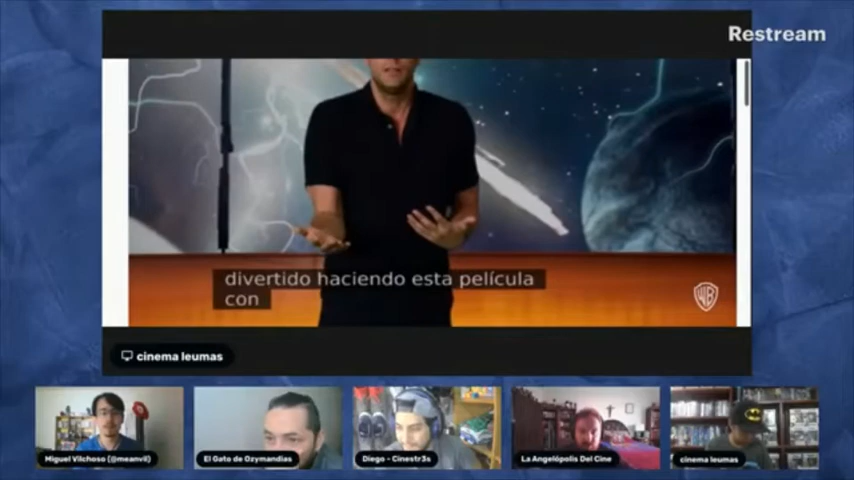 Restream
divertido haciendo esta película
con
WB
cinema leumas
Miguel Vilchoso (@meanvil)
El Gato de Ozymandias
Diego - Cinestr3s
La Angelópolis Del Cine
cinema leumas